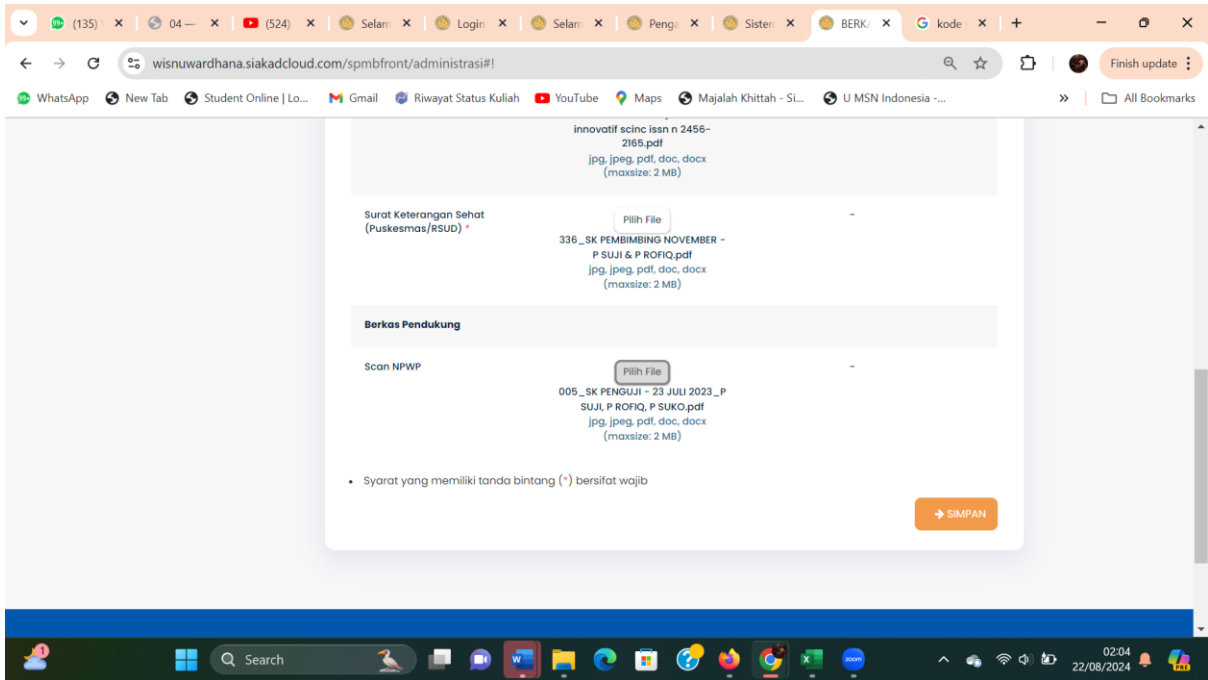 (135)
04 —
(524)
Selam
Login
Selam
Penga
Sistem
BERKA
kode
wisnuwardhana.siakadcloud.com/spmbfront/administrasi#!
Finish update
WhatsApp
New Tab
Student Online | Lo...
Gmail
Riwayat Status Kuliah
YouTube
Maps
Majalah Khittah - Si...
U MSN Indonesia -...
»
All Bookmarks
innovatif scinc issn n 2456-
2165.pdf
jpg, jpeg, pdf, doc, docx
(maxsize: 2 MB)
Surat Keterangan Sehat
(Puskesmas/RSUD) *
Pilih File
-
336_SK PEMBIMBING NOVEMBER -
P SUJI & P ROFIQ.pdf
jpg, jpeg, pdf, doc, docx
(maxsize: 2 MB)
Berkas Pendukung
Scan NPWP
Pilih File
-
005_SK PENGUJI - 23 JULI 2023_P
SUJI, P ROFIQ, P SUKO.pdf
jpg, jpeg, pdf, doc, docx
(maxsize: 2 MB)
• Syarat yang memiliki tanda bintang (*) bersifat wajib
→ SIMPAN
1
Search
zoom
02:04
22/08/2024
PRE